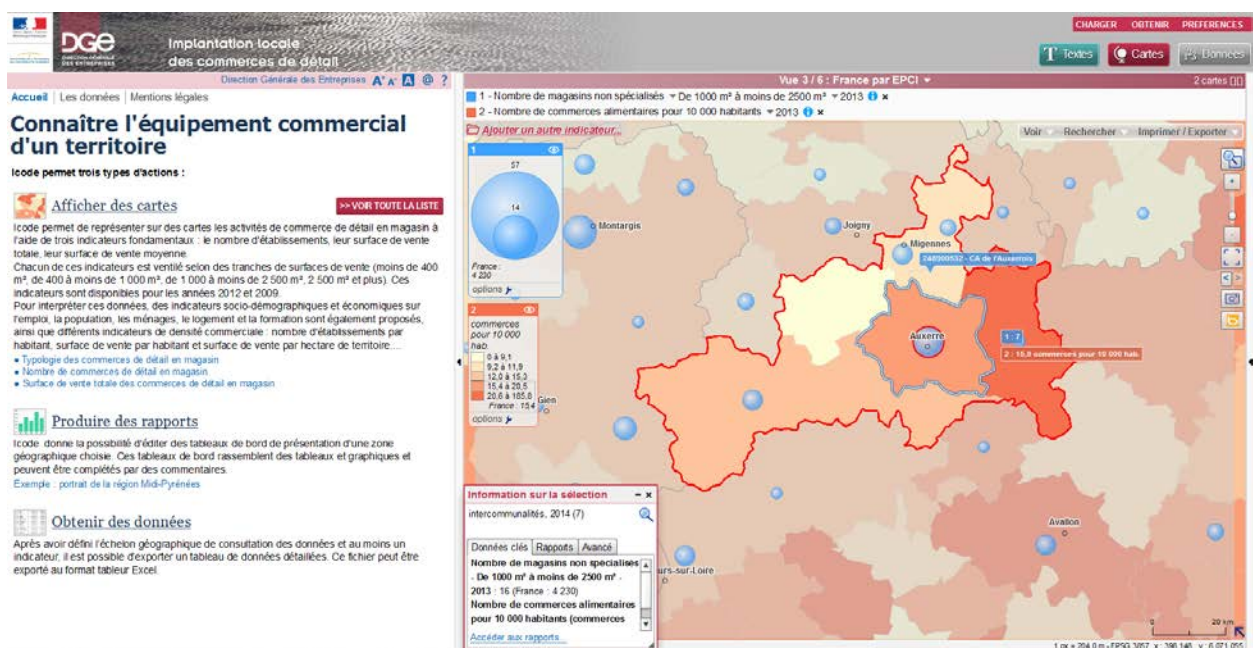 DGE
DIRECTION GÉNÉRALE
DES ENTREPRISES
Implantation locale
des commerces de détail
CHARGER OBTENIR PREFERENCES
T Textes
Cartes
Données
Direction Générale des Entreprises A+ A- A @ ?
Accueil | Les données | Mentions légales
Connaître l'équipement commercial
d'un territoire
Icode permet trois types d'actions :
Afficher des cartes
>> VOIR TOUTE LA LISTE
Icode permet de représenter sur des cartes les activités de commerce de détail en magasin à
l'aide de trois indicateurs fondamentaux : le nombre d'établissements, leur surface de vente
totale, leur surface de vente moyenne.
Chacun de ces indicateurs est ventilé selon des tranches de surfaces de vente (moins de 400
m², de 400 à moins de 1 000 m², de 1 000 à moins de 2 500 m², 2 500 m² et plus). Ces
indicateurs sont disponibles pour les années 2012 et 2009.
Pour interpréter ces données, des indicateurs socio-démographiques et économiques sur
l'emploi, la population, les ménages, le logement et la formation sont également proposés,
ainsi que différents indicateurs de densité commerciale : nombre d'établissements par
habitant, surface de vente par habitant et surface de vente par hectare de territoire....
• Typologie des commerces de détail en magasin
• Nombre de commerces de détail en magasin
• Surface de vente totale des commerces de détail en magasin
Produire des rapports
Icode donne la possibilité d'éditer des tableaux de bord de présentation d'une zone
géographique choisie. Ces tableaux de bord rassemblent des tableaux et graphiques et
peuvent être complétés par des commentaires.
Exemple : portrait de la région Midi-Pyrénées
Obtenir des données
Après avoir défini l'échelon géographique de consultation des données et au moins un
indicateur, il est possible d'exporter un tableau de données détaillées. Ce fichier peut être
exporté au format tableur Excel.
Vue 3 / 6 : France par EPCI
2 cartes
1 - Nombre de magasins non spécialisés De 1000 m² à moins de 2500 m² 2013
2 - Nombre de commerces alimentaires pour 10 000 habitants 2013
Ajouter un autre indicateur...
Voir Rechercher Imprimer / Exporter
1
57
14
France :
4 230
options
2
commerces
pour 10 000
hab.
0 à 9,1
9,2 à 11,9
12,0 à 15,3
15,4 à 20,5
20,6 à 185,0
France : 15,4
options
Montargis
Joigny
Migennes
248900552 - CA de l'Auxerrois
Auxerre
1 : 7
2 : 15,8 commerces pour 10 000 hab.
Gien
Avallon
urs-sur-Loire
Information sur la sélection
intercommunalités, 2014 (7)
Données clés Rapports Avancé
Nombre de magasins non spécialisés
- De 1000 m² à moins de 2500 m² -
2013 : 16 (France : 4 230)
Nombre de commerces alimentaires
pour 10 000 habitants (commerces
Accéder aux rapports...
0 20 km
1 px = 204,0 m - EPSG 3857 x : 398 148 y : 6 071 055